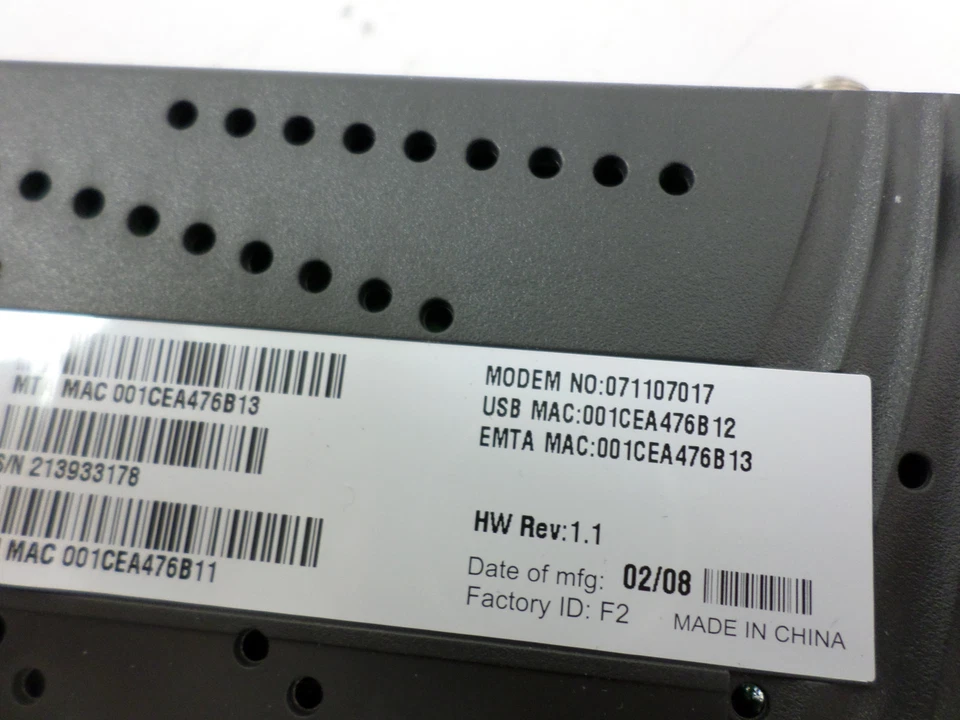 MTA MAC 001CEA476B13
S/N 213933178
MAC 001CEA476B11
MODEM NO:071107017
USB MAC:001CEA476B12
EMTA MAC:001CEA476B13
HW Rev:1.1
Date of mfg: 02/08
Factory ID: F2
MADE IN CHINA